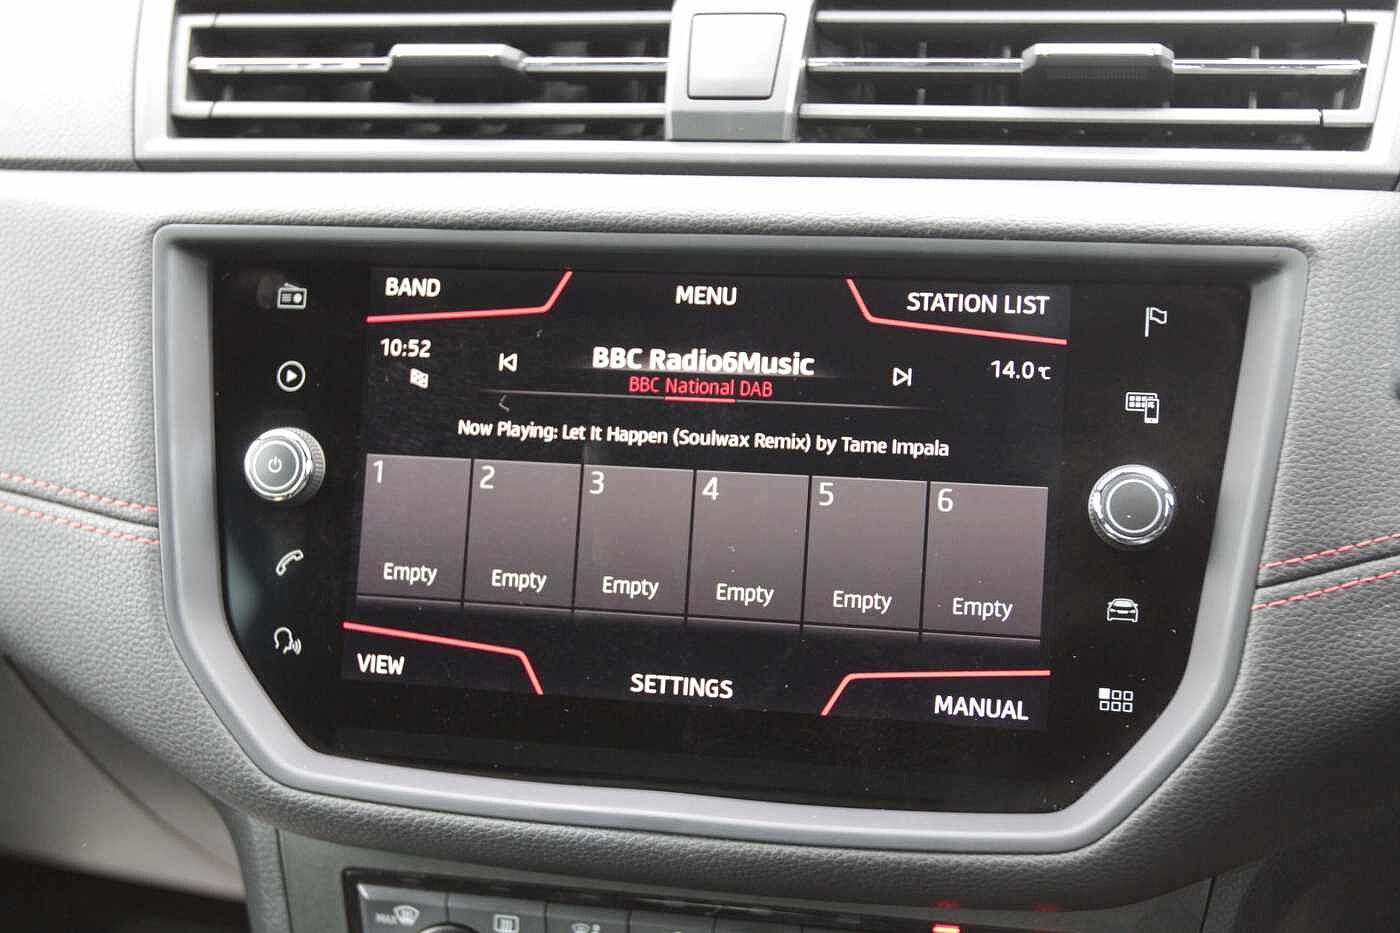 BAND
MENU
STATION LIST
10:52
BBC Radio6Music
14.0 °C
BBC National DAB
Now Playing: Let It Happen (Soulwax Remix) by Tame Impala
1 2 3 4 5 6
Empty Empty Empty Empty Empty Empty
VIEW
SETTINGS
MANUAL
MAX